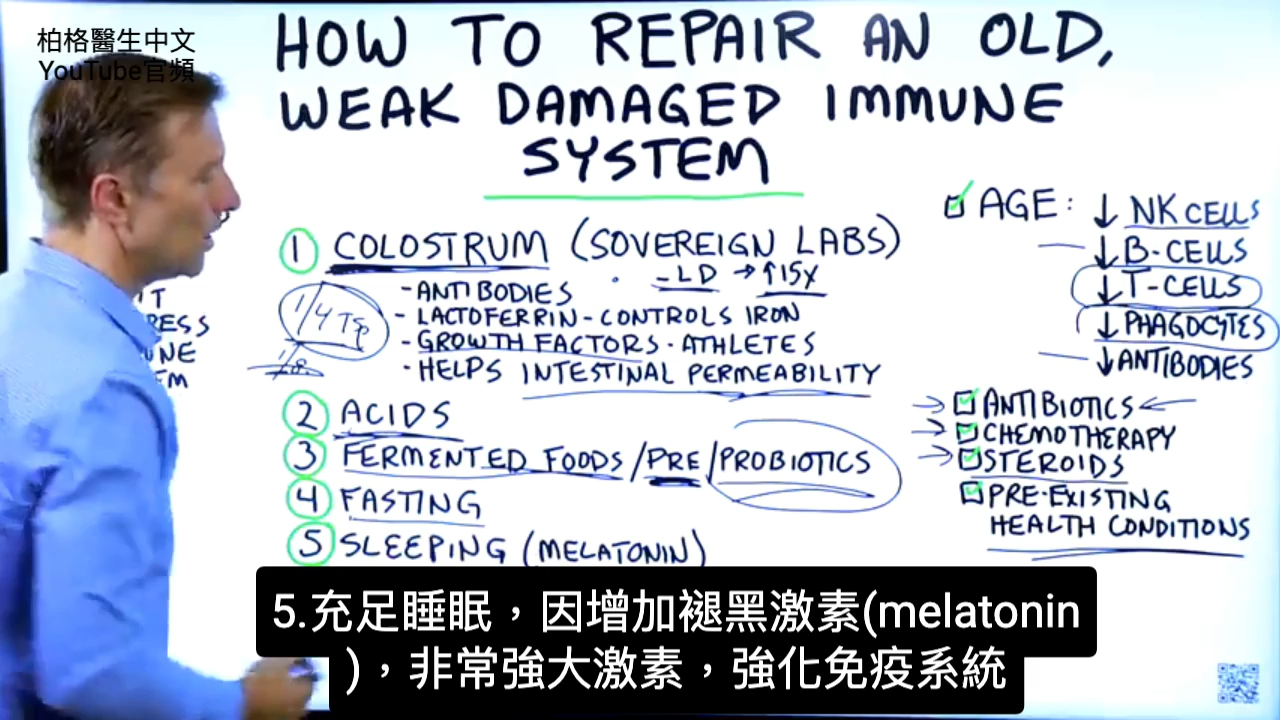 柏格醫生中文
YouTube官頻
HOW TO REPAIR AN OLD,
WEAK DAMAGED IMMUNE
SYSTEM
1 COLOSTRUM (SOVEREIGN LABS)
- LD → ↑15X
1/4 Tsp
1/8
- ANTIBODIES
- LACTOFERRIN - CONTROLS IRON
- GROWTH FACTORS · ATHLETES
· HELPS INTESTINAL PERMEABILITY
2 ACIDS
3 FERMENTED FOODS / PRE / PROBIOTICS
4 FASTING
5 SLEEPING (MELATONIN)
☑ AGE: ↓ NK CELLS
↓ B-CELLS
↓ T-CELLS
↓ PHAGOCYTES
↓ ANTIBODIES
→ ☑ ANTIBIOTICS ←
→ ☑ CHEMOTHERAPY
→ ☑ STEROIDS
☑ PRE-EXISTING
HEALTH CONDITIONS
5.充足睡眠，因增加褪黑激素(melatonin
)，非常強大激素，強化免疫系統